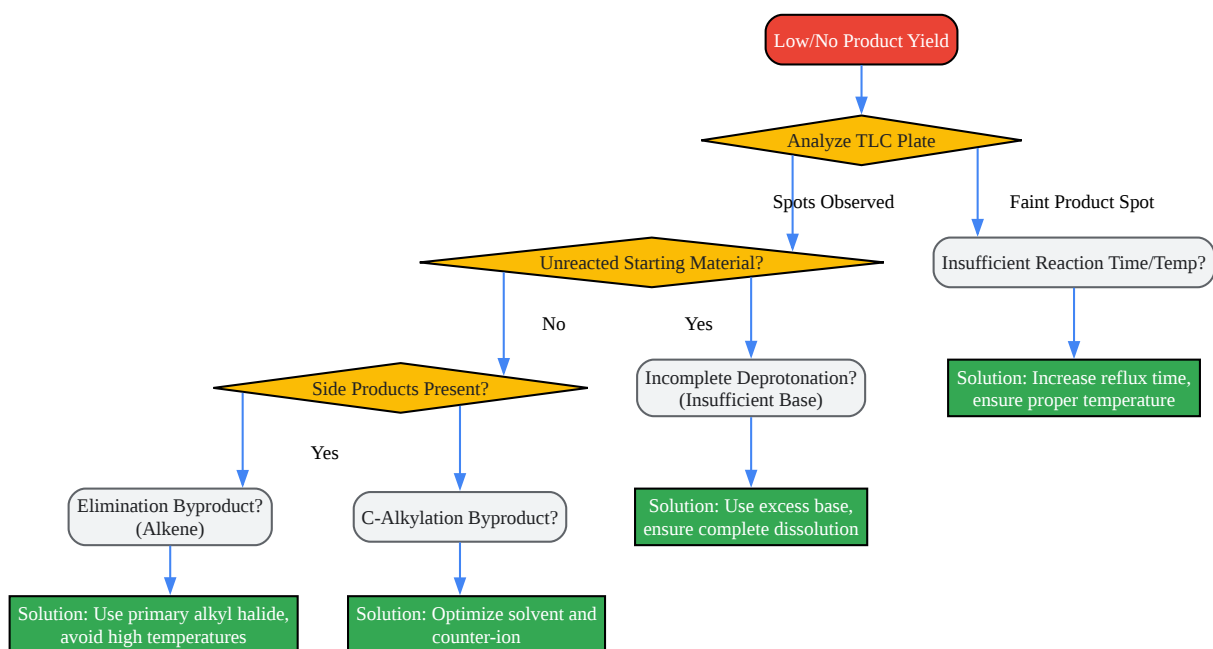 Low/No Product Yield
Analyze TLC Plate
Spots Observed
Faint Product Spot
Unreacted Starting Material?
Insufficient Reaction Time/Temp?
No
Yes
Side Products Present?
Incomplete Deprotonation?
(Insufficient Base)
Solution: Increase reflux time,
ensure proper temperature
Yes
Elimination Byproduct?
(Alkene)
C-Alkylation Byproduct?
Solution: Use excess base,
ensure complete dissolution
Solution: Use primary alkyl halide,
avoid high temperatures
Solution: Optimize solvent and
counter-ion